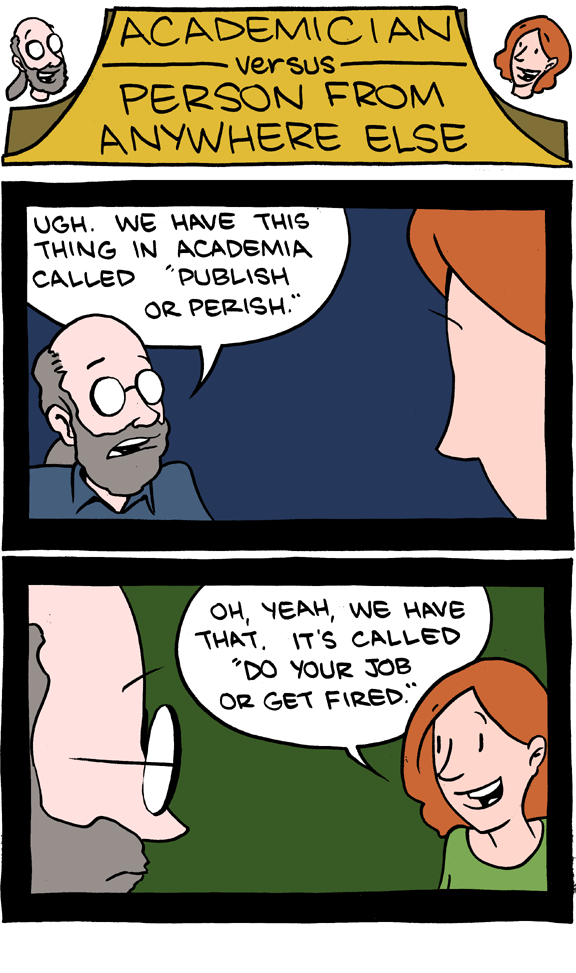 ACADEMICIAN
versus
PERSON FROM
ANYWHERE ELSE
UGH. WE HAVE THIS
THING IN ACADEMIA
CALLED "PUBLISH
OR PERISH."
OH, YEAH, WE HAVE
THAT. IT'S CALLED
"DO YOUR JOB
OR GET FIRED."